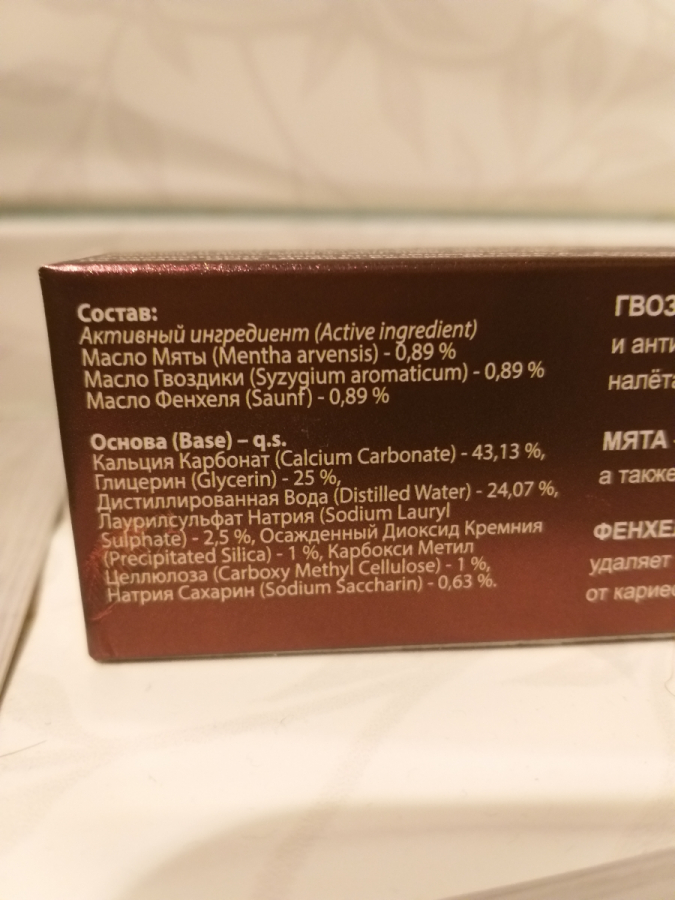 Состав:
Активный ингредиент (Active ingredient)
Масло Мяты (Mentha arvensis) - 0,89 %
Масло Гвоздики (Syzygium aromaticum) - 0,89 %
Масло Фенхеля (Saunf) - 0,89 %
Основа (Base) – q.s.
Кальция Карбонат (Calcium Carbonate) - 43,13 %,
Глицерин (Glycerin) - 25 %,
Дистиллированная Вода (Distilled Water) - 24,07 %,
Лаурилсульфат Натрия (Sodium Lauryl
Sulphate) - 2,5 %, Осажденный Диоксид Кремния
(Precipitated Silica) - 1 %, Карбокси Метил
Целлюлоза (Carboxy Methyl Cellulose) - 1 %,
Натрия Сахарин (Sodium Saccharin) - 0,63 %.
ГВОЗ
и анти
налёта
МЯТА -
а также
ФЕНХЕЛ
удаляет
от кариес